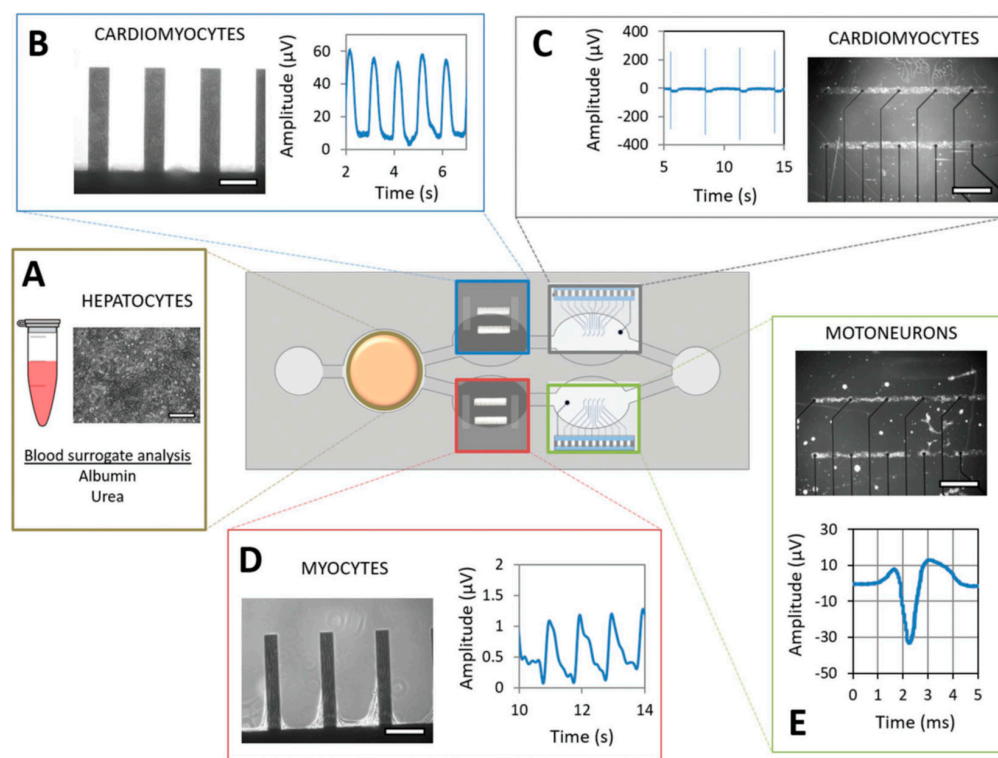 B
CARDIOMYOCYTES
Amplitude (µV)
60
40
20
0
2
4
6
Time (s)
C
CARDIOMYOCYTES
Amplitude (µV)
400
200
0
-200
-400
5
10
15
Time (s)
A
HEPATOCYTES
Blood surrogate analysis
Albumin
Urea
D
MYOCYTES
Amplitude (µV)
2
1.5
1
0.5
0
10
12
14
Time (s)
MOTONEURONS
Amplitude (µV)
30
10
-10
-30
-50
0
1
2
3
4
5
Time (ms)
E